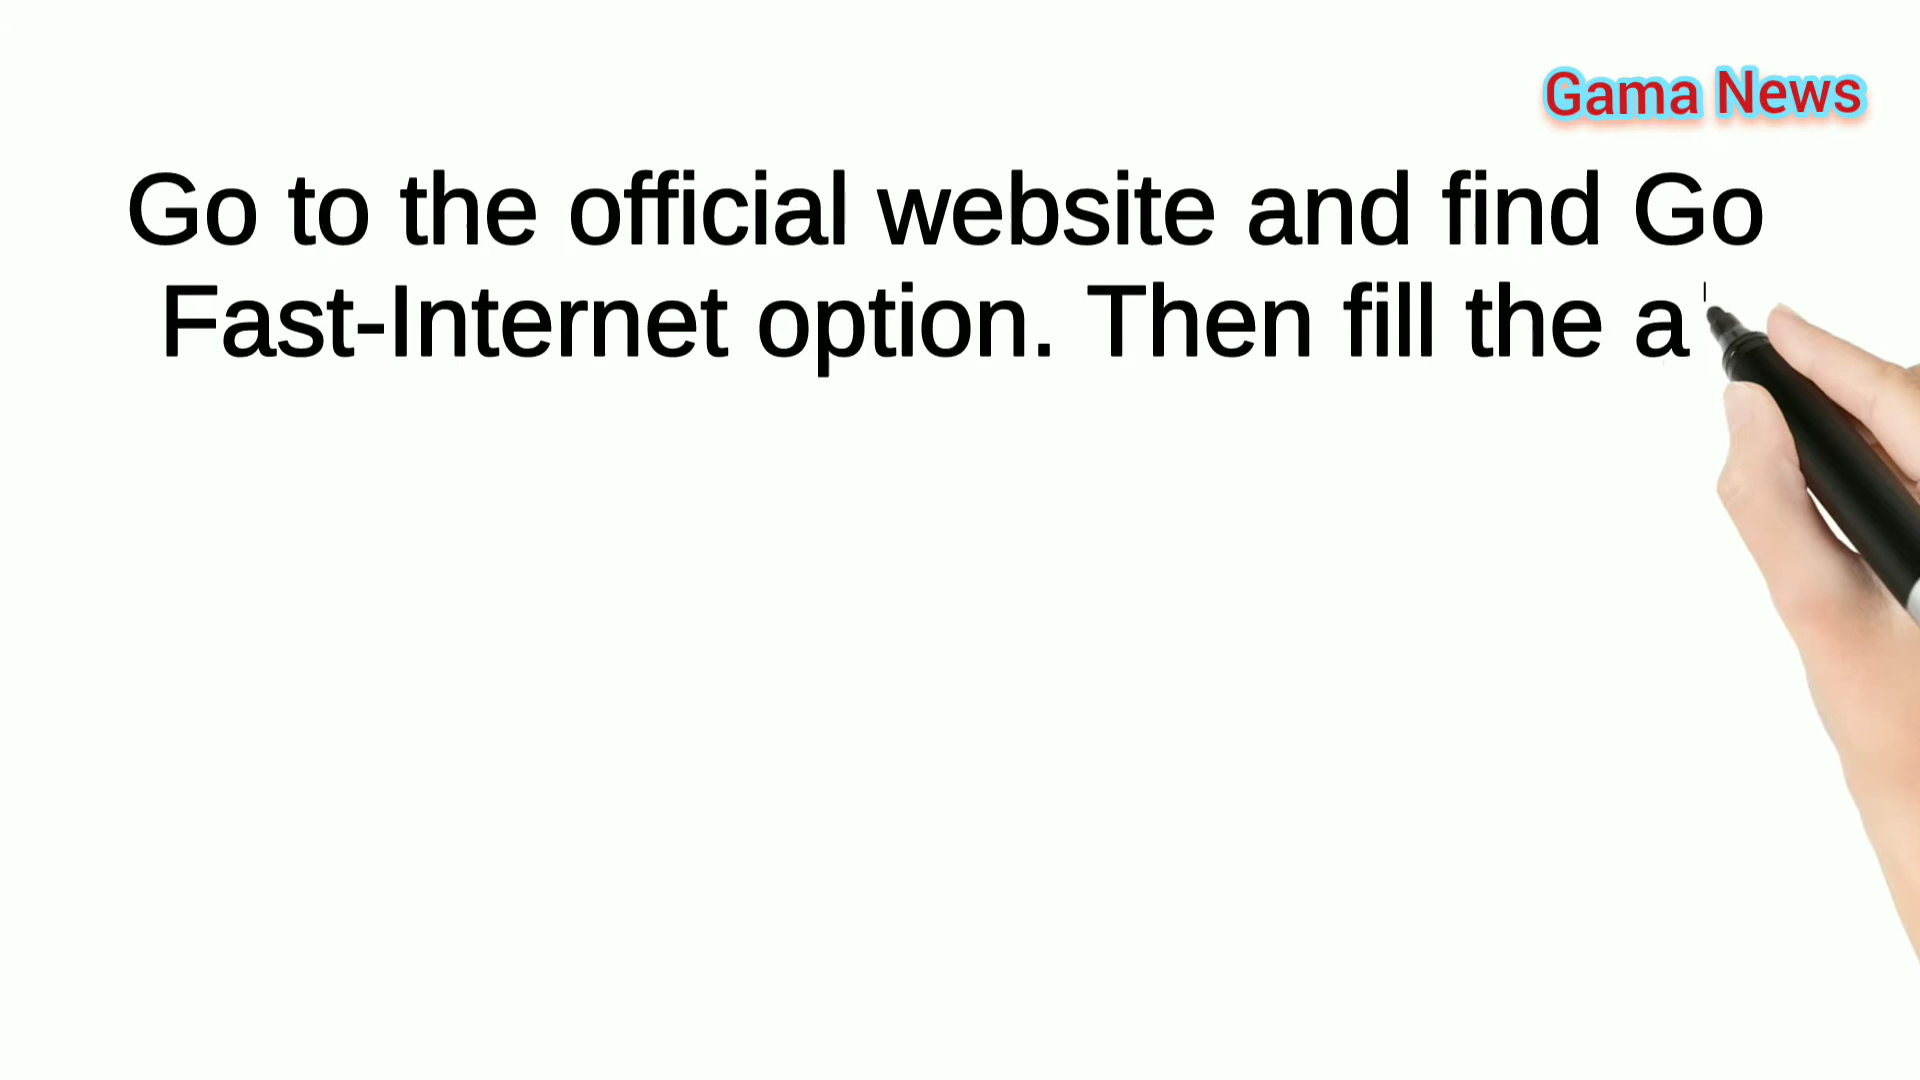 Gama News
Go to the official website and find Go
Fast-Internet option. Then fill the a